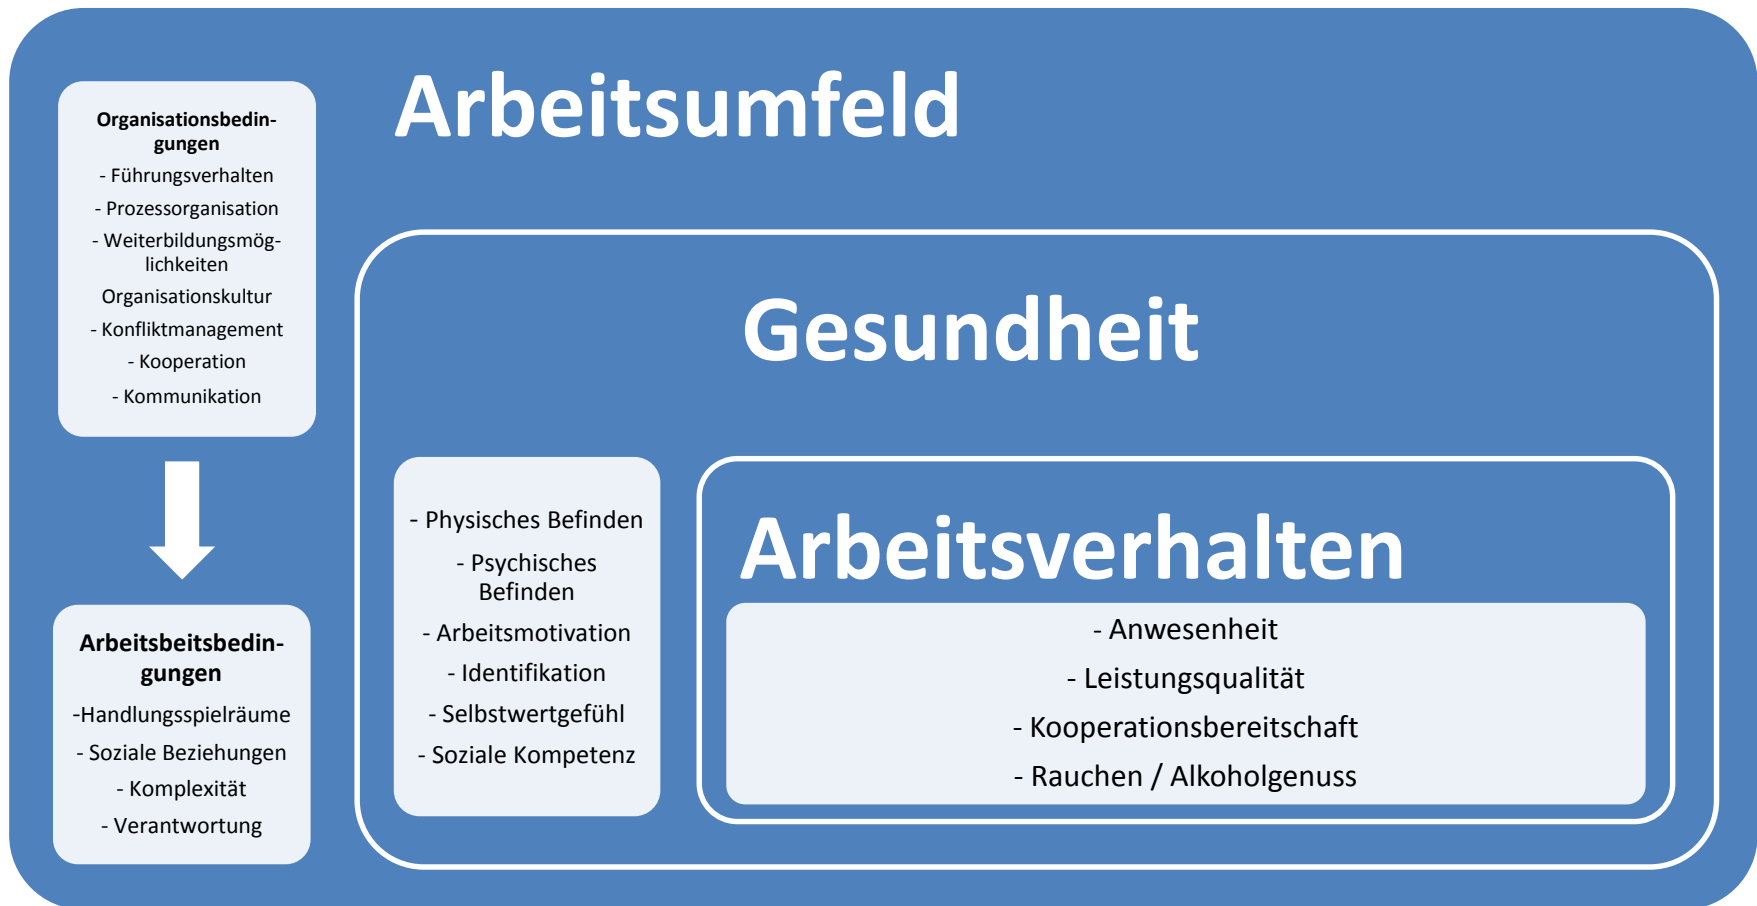 Arbeitsumfeld
Organisationsbedin-
gungen
- Führungsverhalten
- Prozessorganisation
- Weiterbildungsmög-
lichkeiten
Organisationskultur
- Konfliktmanagement
- Kooperation
- Kommunikation
Arbeitsbeitsbedin-
gungen
-Handlungsspielräume
- Soziale Beziehungen
- Komplexität
- Verantwortung
Gesundheit
- Physisches Befinden
- Psychisches
Befinden
- Arbeitsmotivation
- Identifikation
- Selbstwertgefühl
- Soziale Kompetenz
Arbeitsverhalten
- Anwesenheit
- Leistungsqualität
- Kooperationsbereitschaft
- Rauchen / Alkoholgenuss